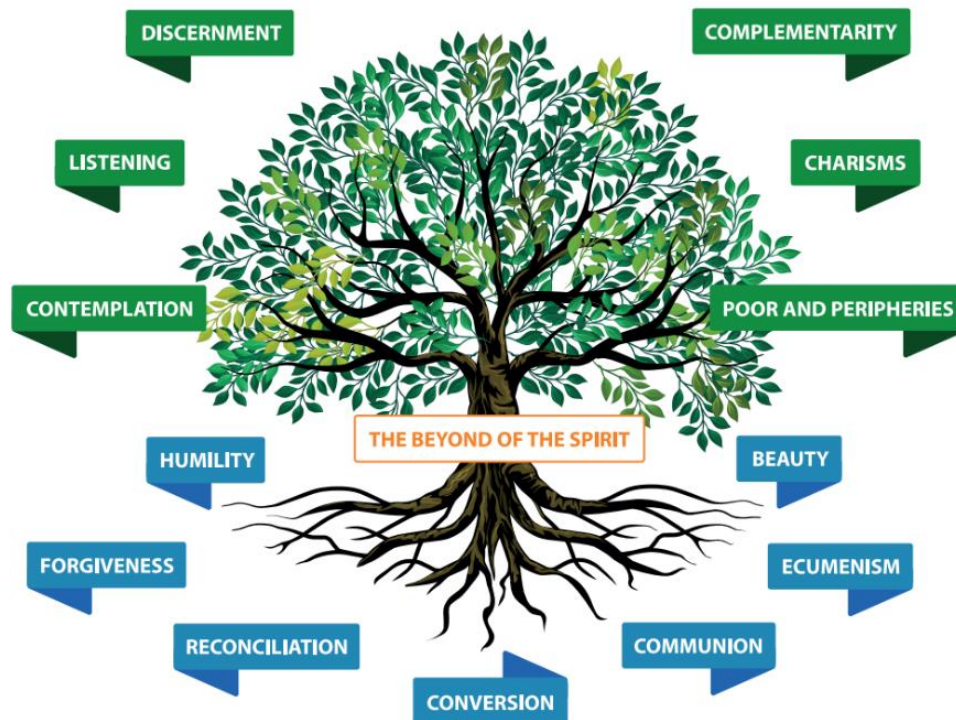 DISCERNMENT
COMPLEMENTARITY
LISTENING
CHARISMS
CONTEMPLATION
POOR AND PERIPHERIES
THE BEYOND OF THE SPIRIT
HUMILITY
BEAUTY
FORGIVENESS
ECUMENISM
RECONCILIATION
COMMUNION
CONVERSION